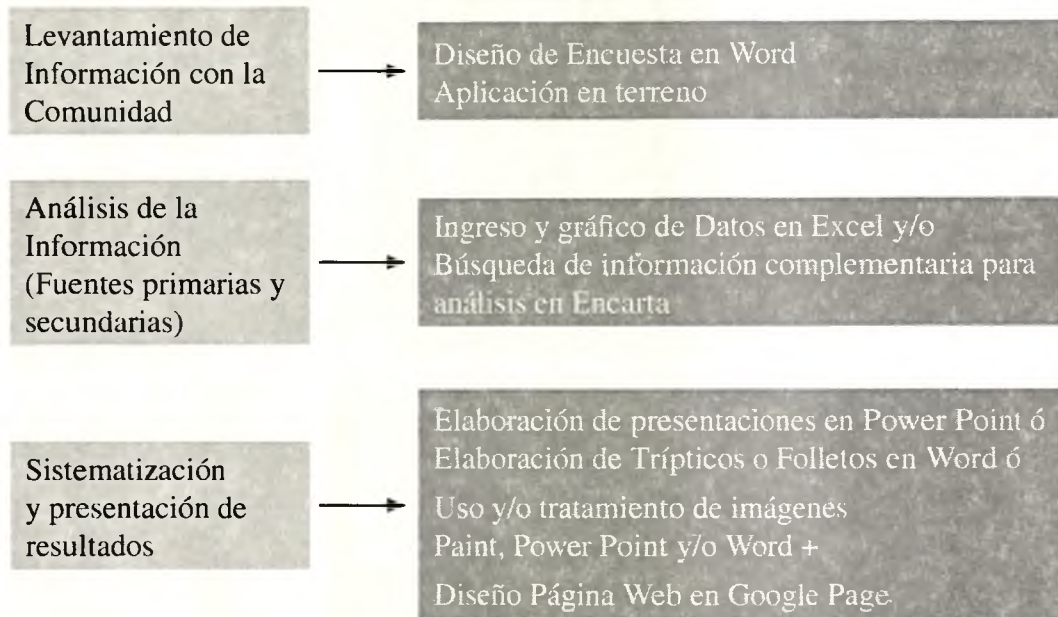 Levantamiento de
Información con la
Comunidad
Diseño de Encuesta en Word
Aplicación en terreno
Análisis de la
Información
(Fuentes primarias y
secundarias)
Ingreso y gráfico de Datos en Excel y/o
Búsqueda de información complementaria para
análisis en Encarta
Sistematización
y presentación de
resultados
Elaboración de presentaciones en Power Point ó
Elaboración de Trípticos o Folletos en Word ó
Uso y/o tratamiento de imágenes
Paint, Power Point y/o Word +
Diseño Página Web en Google Page